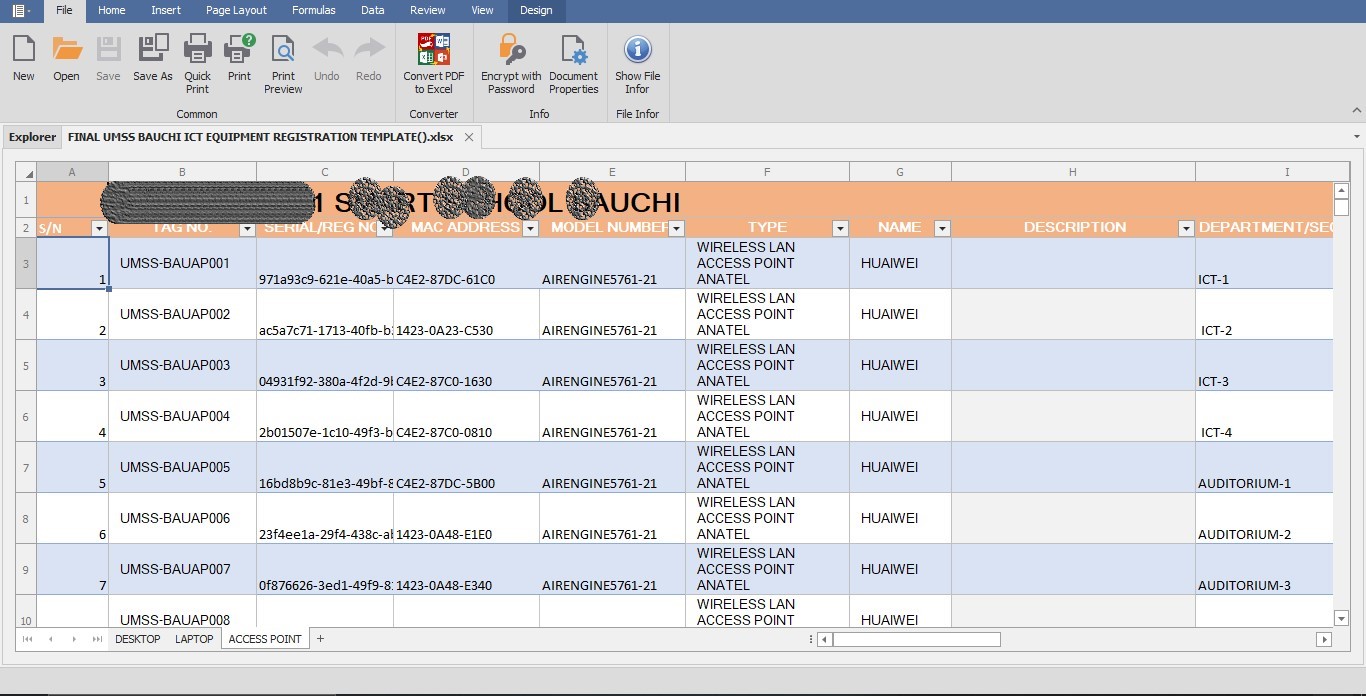 File Home Insert Page Layout Formulas Data Review View Design
New Open Save Save As Quick Print Print Print Preview Undo Redo Convert PDF to Excel Encrypt with Password Document Properties Show File Infor
Common Converter Info File Infor
Explorer FINAL UMSS BAUCHI ICT EQUIPMENT REGISTRATION TEMPLATE().xlsx
A B C D E F G H I
1
2 S/N TAG NO. SERIAL/REG NO MAC ADDRESS MODEL NUMBER TYPE NAME DESCRIPTION DEPARTMENT/SEC
3 1 UMSS-BAUAP001 971a93c9-621e-40a5-b C4E2-87DC-61C0 AIRENGINE5761-21 WIRELESS LAN ACCESS POINT ANATEL HUAIWEI ICT-1
4 2 UMSS-BAUAP002 ac5a7c71-1713-40fb-b 1423-0A23-C530 AIRENGINE5761-21 WIRELESS LAN ACCESS POINT ANATEL HUAIWEI ICT-2
5 3 UMSS-BAUAP003 04931f92-380a-4f2d-9 C4E2-87C0-1630 AIRENGINE5761-21 WIRELESS LAN ACCESS POINT ANATEL HUAIWEI ICT-3
6 4 UMSS-BAUAP004 2b01507e-1c10-49f3-b C4E2-87C0-0810 AIRENGINE5761-21 WIRELESS LAN ACCESS POINT ANATEL HUAIWEI ICT-4
7 5 UMSS-BAUAP005 16bd8b9c-81e3-49bf-8 C4E2-87DC-5B00 AIRENGINE5761-21 WIRELESS LAN ACCESS POINT ANATEL HUAIWEI AUDITORIUM-1
8 6 UMSS-BAUAP006 23f4ee1a-29f4-438c-a 1423-0A48-E1E0 AIRENGINE5761-21 WIRELESS LAN ACCESS POINT ANATEL HUAIWEI AUDITORIUM-2
9 7 UMSS-BAUAP007 0f876626-3ed1-49f9-8 1423-0A48-E340 AIRENGINE5761-21 WIRELESS LAN ACCESS POINT ANATEL HUAIWEI AUDITORIUM-3
10 UMSS-BAUAP008 WIRELESS LAN ACCESS POINT HUAIWEI
DESKTOP LAPTOP ACCESS POINT +